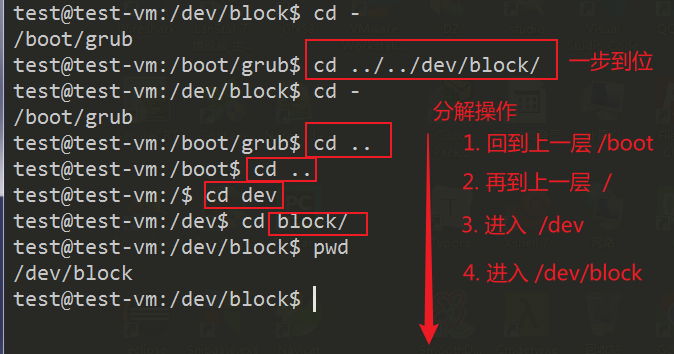 test@test-vm:/dev/block$ cd -
/boot/grub
test@test-vm:/boot/grub$ cd ../../dev/block/ 一步到位
test@test-vm:/dev/block$ cd -
/boot/grub
分解操作
test@test-vm:/boot/grub$ cd ..
1. 回到上一层 /boot
test@test-vm:/boot$ cd ..
2. 再到上一层 /
test@test-vm:/$ cd dev
test@test-vm:/dev$ cd block/
3. 进入 /dev
test@test-vm:/dev/block$ pwd
/dev/block
4. 进入 /dev/block
test@test-vm:/dev/block$